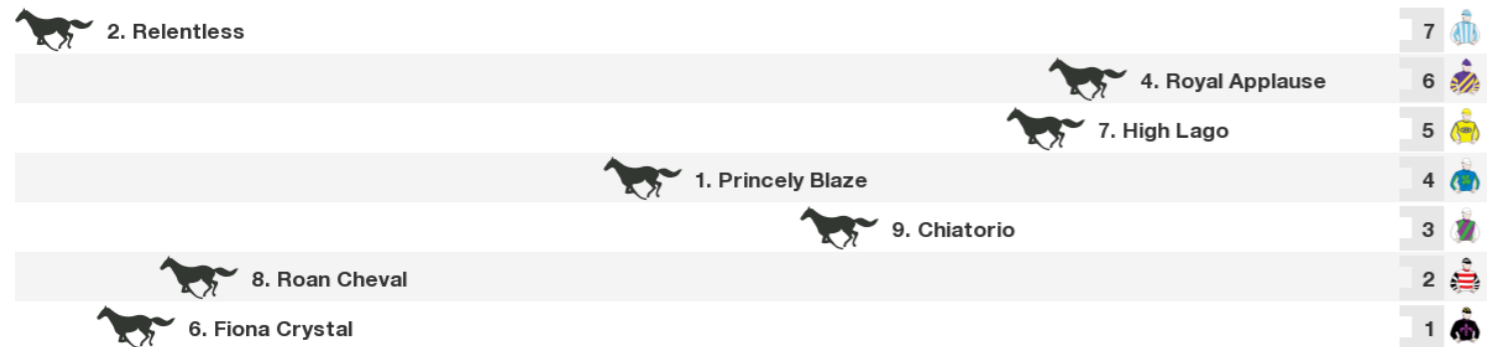 2. Relentless 7
4. Royal Applause 6
7. High Lago 5
1. Princely Blaze 4
9. Chiatorio 3
8. Roan Cheval 2
6. Fiona Crystal 1